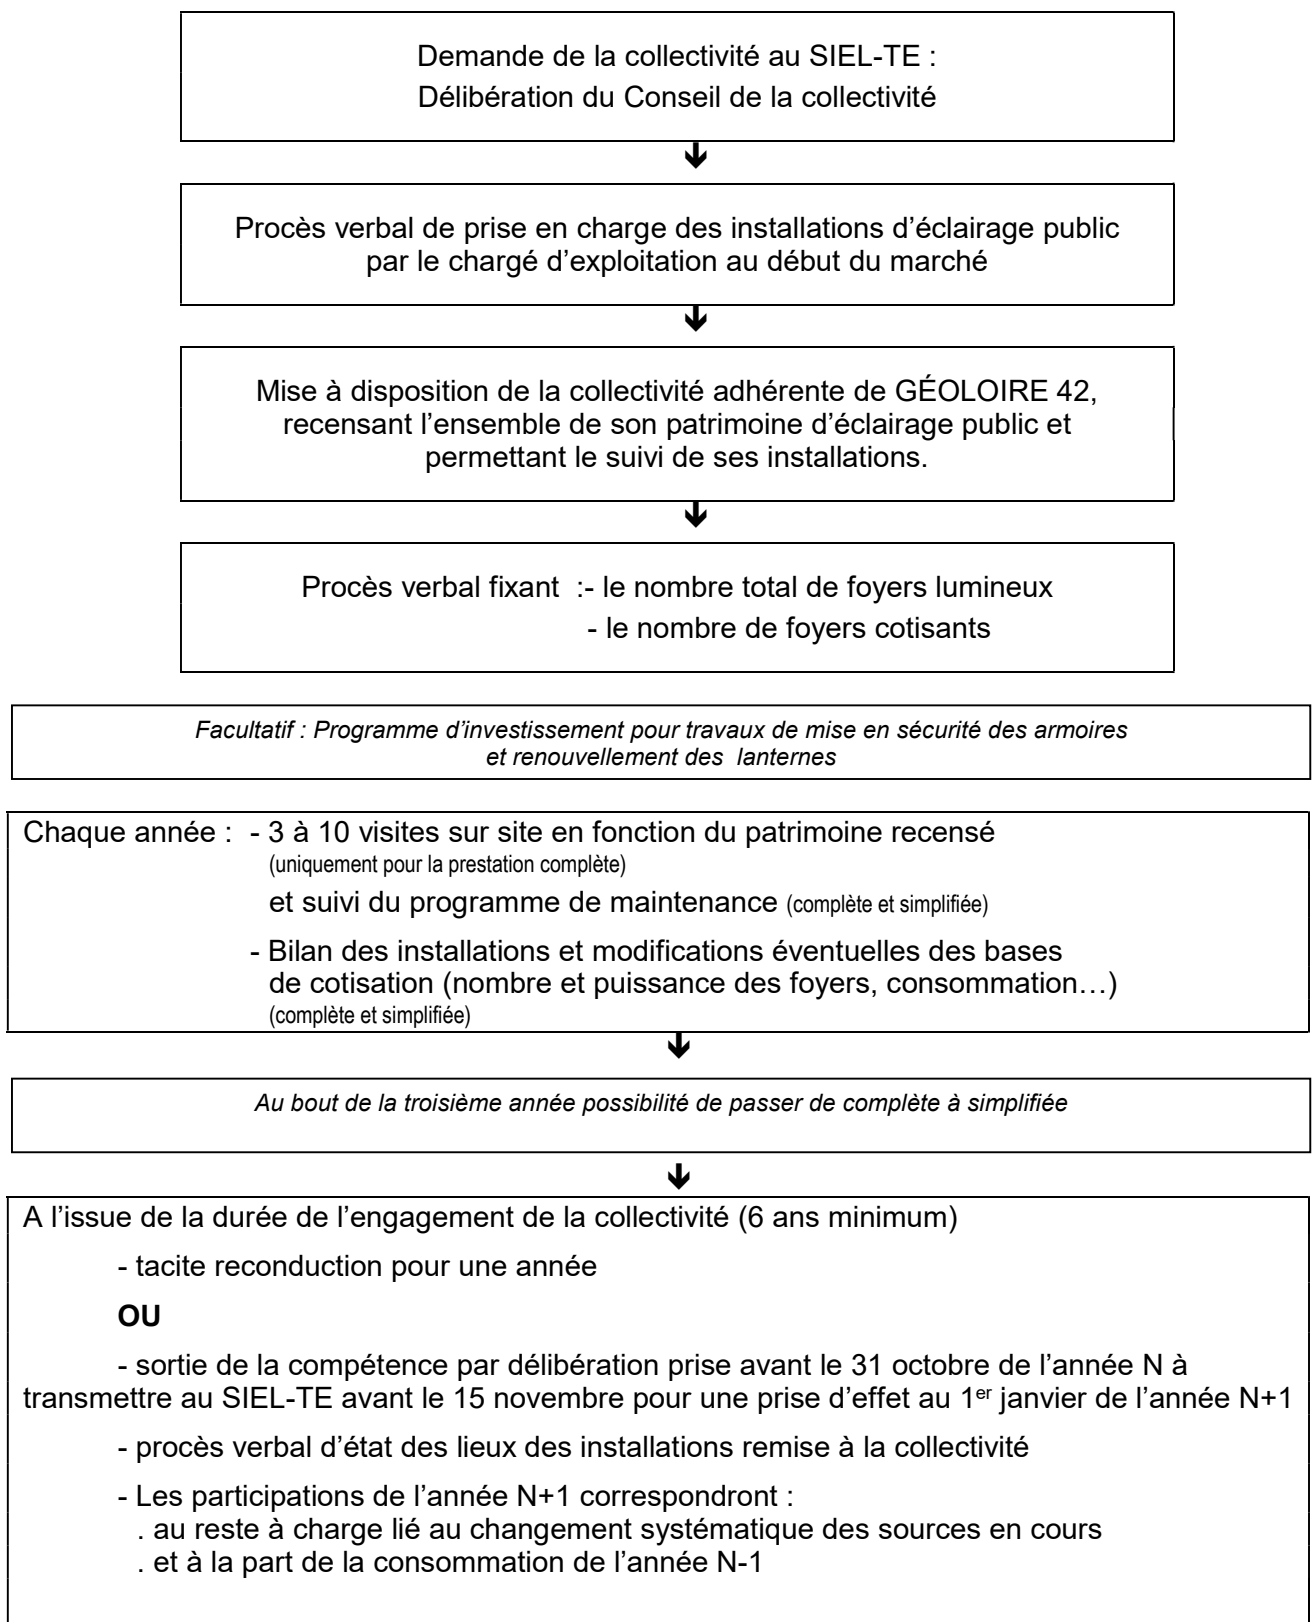 Demande de la collectivité au SIEL-TE :
Délibération du Conseil de la collectivité
Procès verbal de prise en charge des installations d’éclairage public
par le chargé d’exploitation au début du marché
Mise à disposition de la collectivité adhérente de GÉOLOIRE 42,
recensant l’ensemble de son patrimoine d’éclairage public et
permettant le suivi de ses installations.
Procès verbal fixant :- le nombre total de foyers lumineux
- le nombre de foyers cotisants
Facultatif : Programme d’investissement pour travaux de mise en sécurité des armoires
et renouvellement des lanternes
Chaque année : - 3 à 10 visites sur site en fonction du patrimoine recensé
(uniquement pour la prestation complète)
et suivi du programme de maintenance (complète et simplifiée)
- Bilan des installations et modifications éventuelles des bases
de cotisation (nombre et puissance des foyers, consommation…)
(complète et simplifiée)
Au bout de la troisième année possibilité de passer de complète à simplifiée
A l’issue de la durée de l’engagement de la collectivité (6 ans minimum)
- tacite reconduction pour une année
OU
- sortie de la compétence par délibération prise avant le 31 octobre de l’année N à
transmettre au SIEL-TE avant le 15 novembre pour une prise d’effet au 1er janvier de l’année N+1
- procès verbal d’état des lieux des installations remise à la collectivité
- Les participations de l’année N+1 correspondront :
. au reste à charge lié au changement systématique des sources en cours
. et à la part de la consommation de l’année N-1